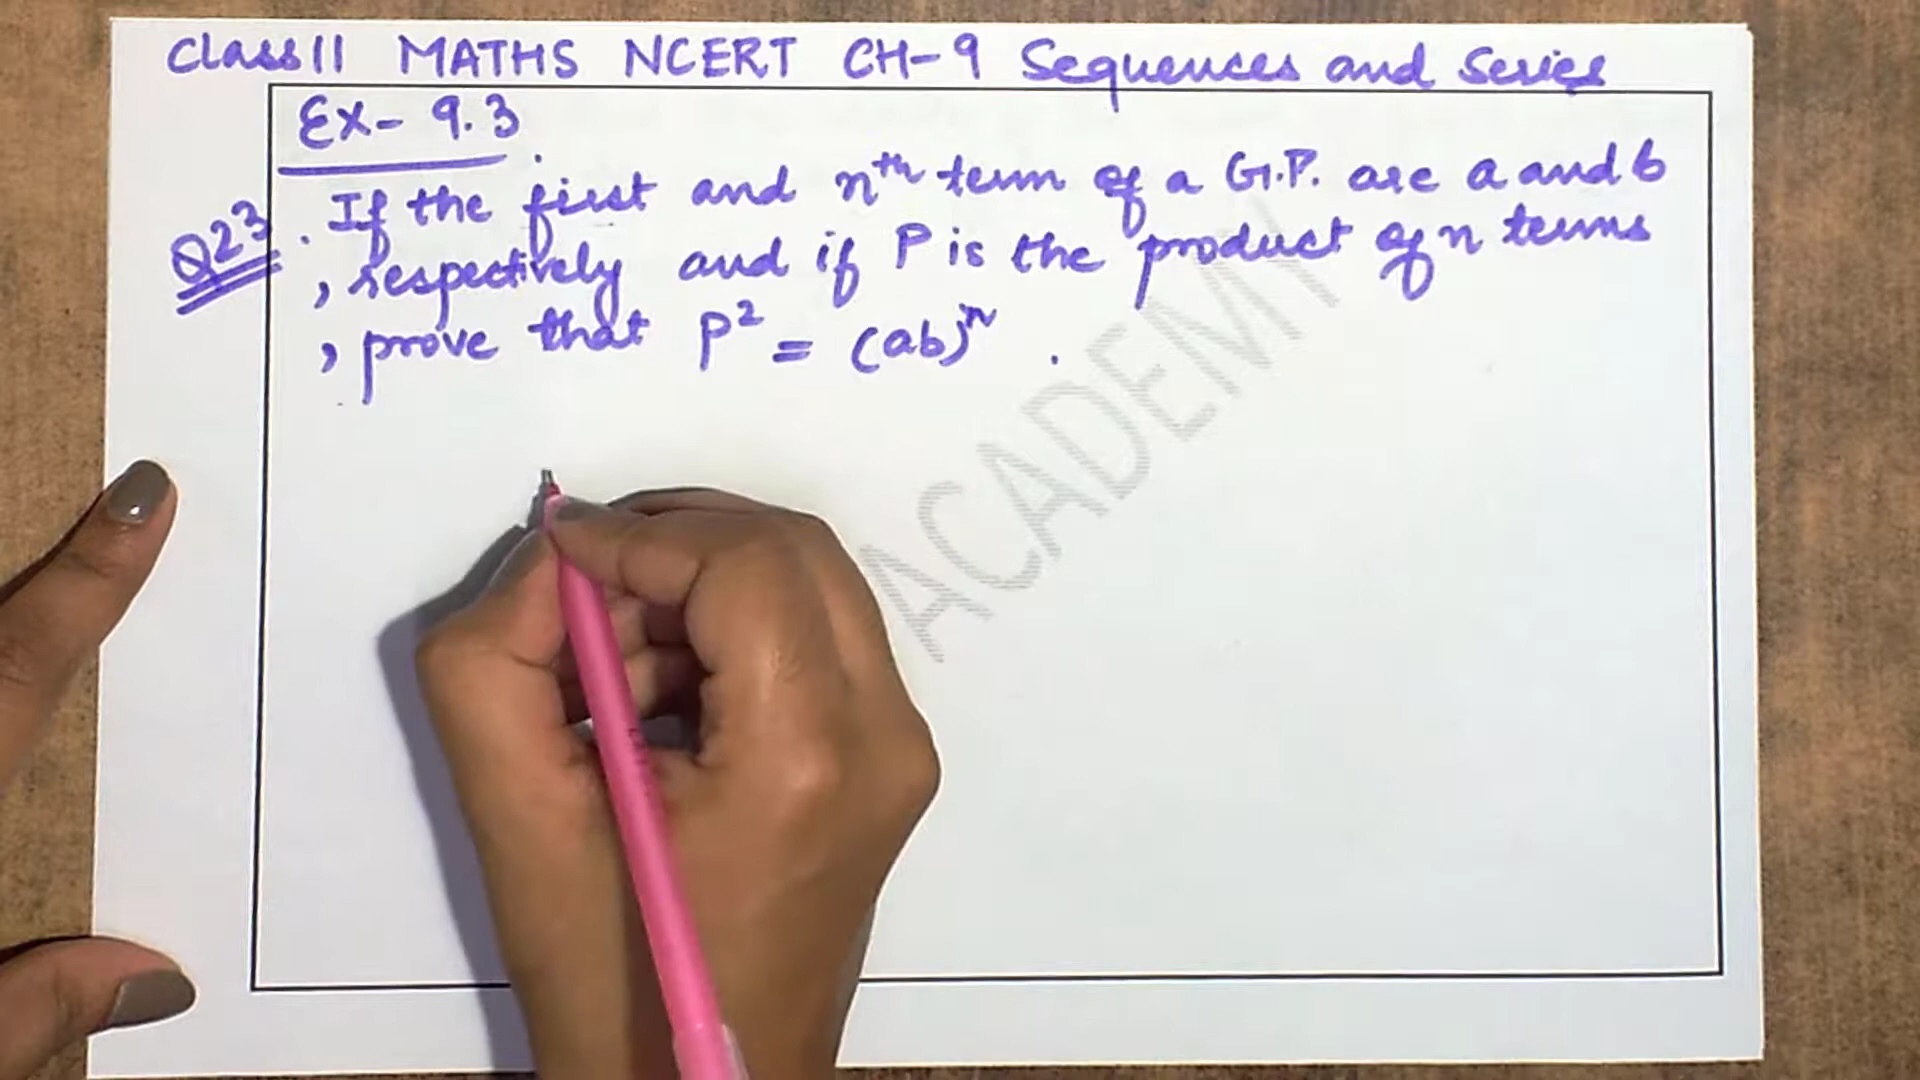 Class 11 MATHS NCERT CH-9 Sequences and Series
Ex- 9.3
Q23. If the first and nth term of a G.P. are a and b
, respectively and if P is the product of n terms
, prove that P² = (ab)ⁿ .
ACADEMY